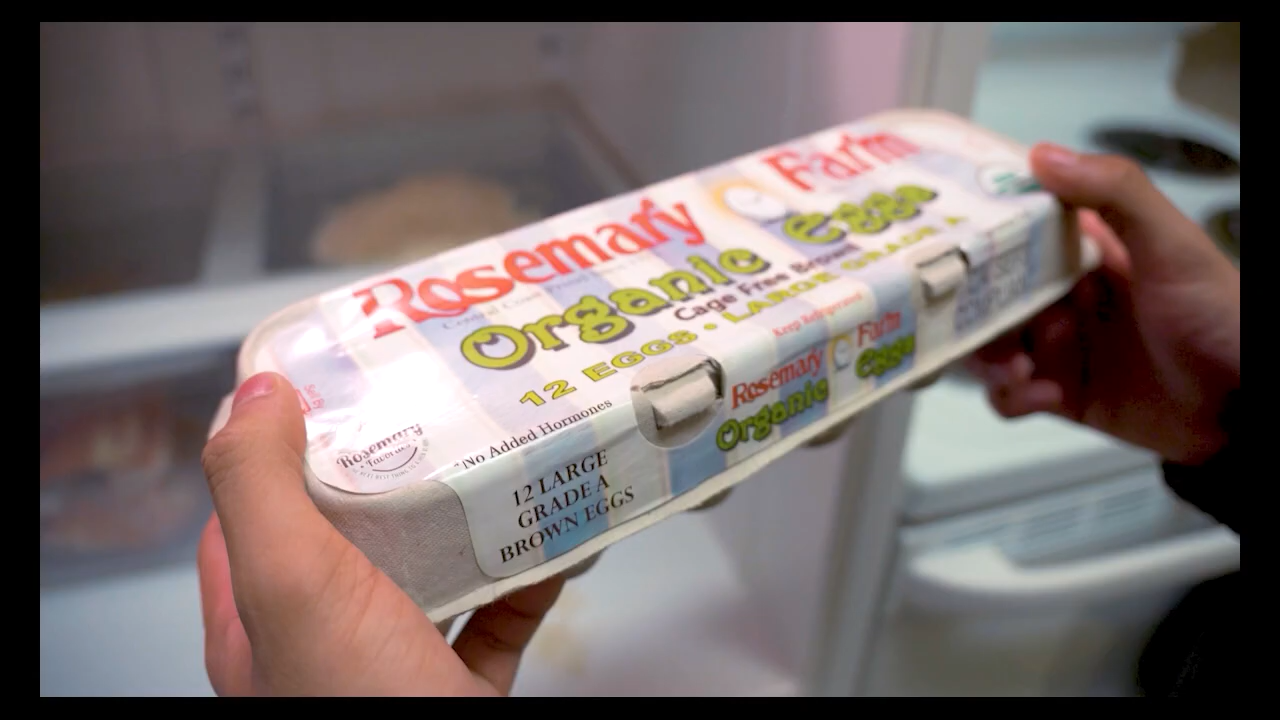 Rosemary Farm
Organic eggs
Cage Free Brown
12 EGGS • LARGE GRADE A
*No Added Hormones
Keep Refrigerated
Rosemary Farm
Organic eggs
12 LARGE
GRADE A
BROWN EGGS
Rosemary